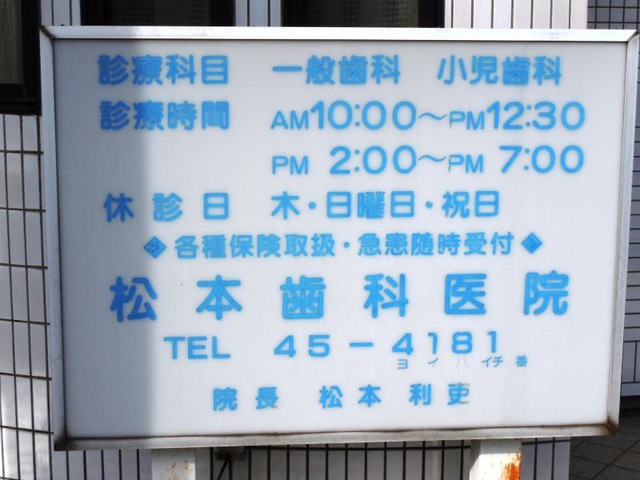 診療科目 一般歯科 小児歯科
診療時間 AM10:00～PM12:30
PM 2:00～PM 7:00
休診日 木・日曜日・祝日
◆各種保険取扱・急患随時受付◆
松本歯科医院
TEL 45－4181
ヨイハイチ番
院長 松本利吏